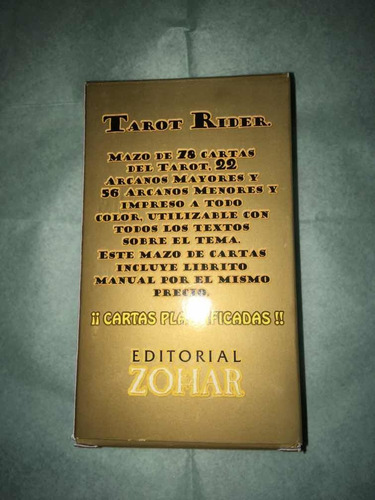 TAROT RIDER.
MAZO DE 78 CARTAS
DEL TAROT, 22
ARCANOS MAYORES Y
56 ARCANOS MENORES Y
IMPRESO A TODO
COLOR, UTILIZABLE CON
TODOS LOS TEXTOS
SOBRE EL TEMA.
ESTE MAZO DE CARTAS
INCLUYE LIBRITO
MANUAL POR EL MISMO
PRECIO.
¡¡ CARTAS PLASTIFICADAS !!
EDITORIAL
ZOHAR